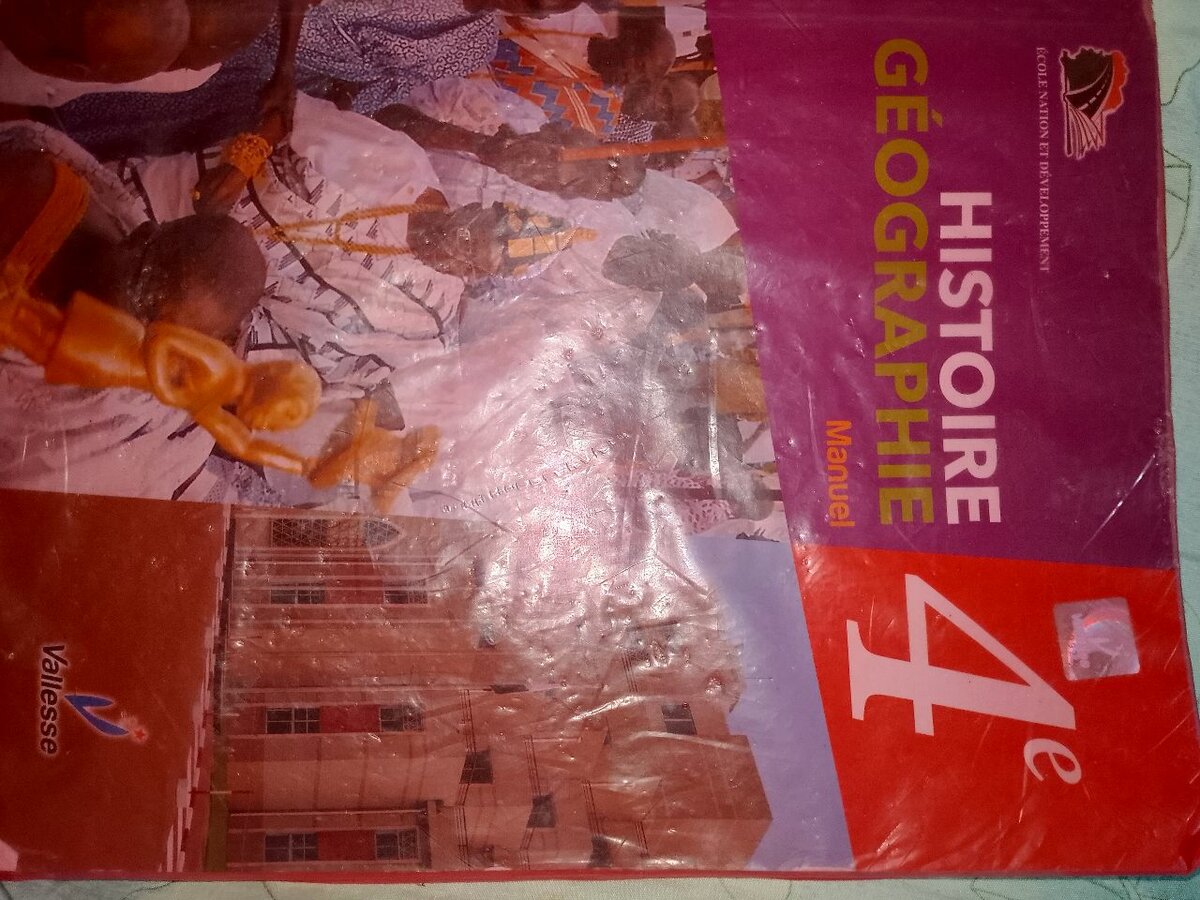 ÉCOLE NATION ET DÉVELOPPEMENT
HISTOIRE
GÉOGRAPHIE
Manuel
4e
Vallesse